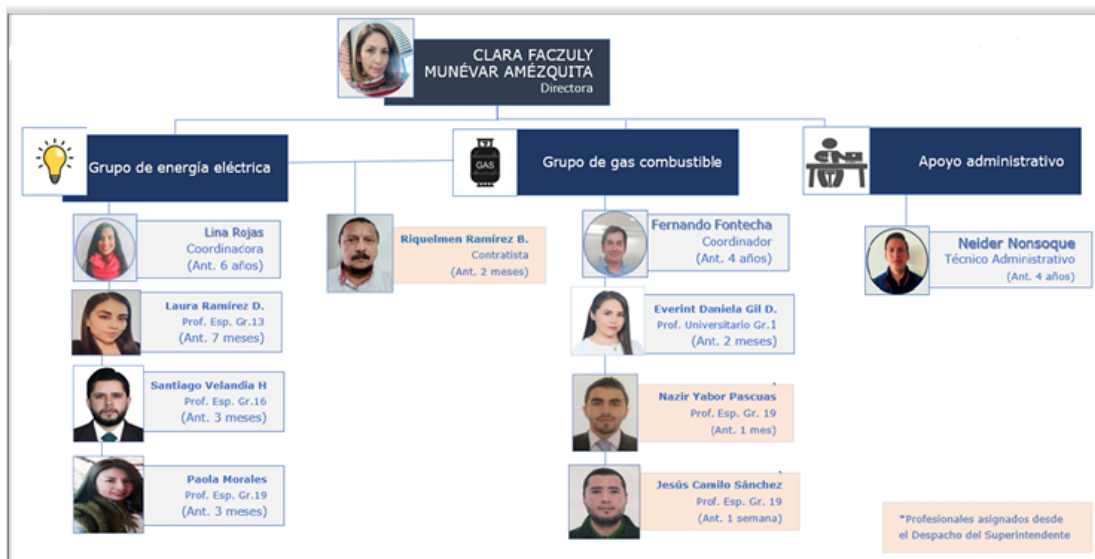 CLARA FACZULY
MUNÉVAR AMÉZQUITA
Directora
Grupo de energía eléctrica
GAS
Grupo de gas combustible
Apoyo administrativo
Lina Rojas
Coordinadora
(Ant. 6 años)
Laura Ramírez D.
Prof. Esp. Gr.13
(Ant. 7 meses)
Santiago Velandia H
Prof. Esp. Gr.16
(Ant. 3 meses)
Paola Morales
Prof. Esp. Gr.19
(Ant. 3 meses)
Riquelmen Ramírez B.
Contratista
(Ant. 2 meses)
Fernando Fontecha
Coordinador
(Ant. 4 años)
Everint Daniela Gil D.
Prof. Universitario Gr.1
(Ant. 2 meses)
Nazir Yabor Pascuas
Prof. Esp. Gr. 19
(Ant. 1 mes)
Jesús Camilo Sánchez
Prof. Esp. Gr. 19
(Ant. 1 semana)
Neider Nonsoque
Técnico Administrativo
(Ant. 4 años)
*Profesionales asignados desde
el Despacho del Superintendente